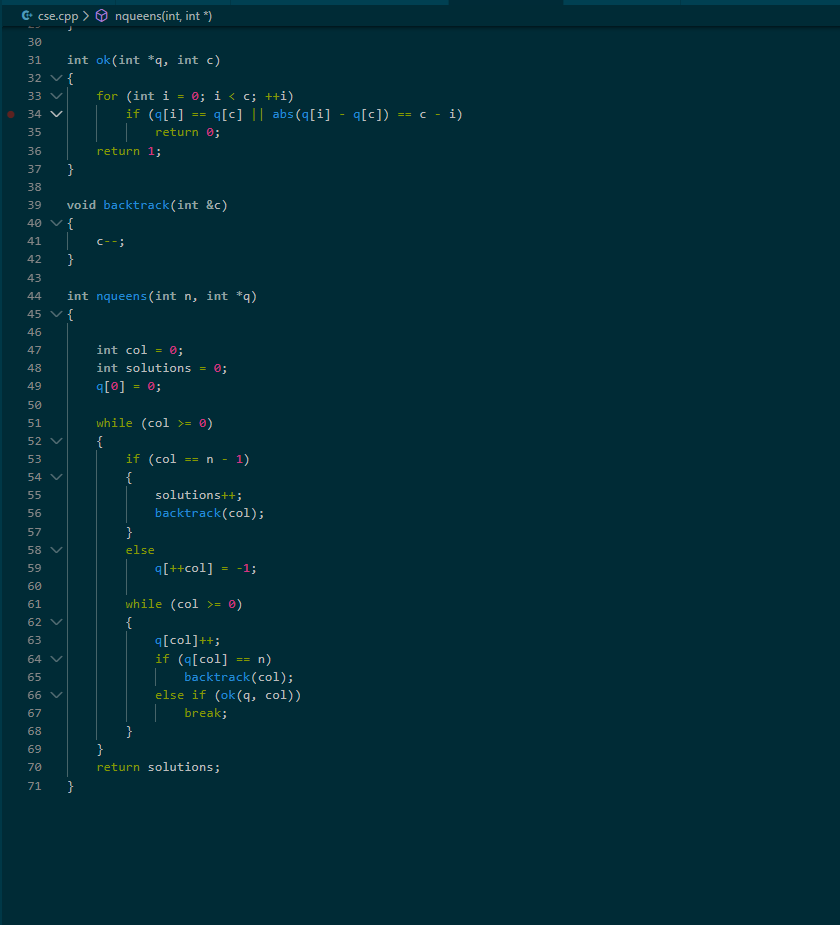 cse.cpp > nqueens(int, int *)
30
31 int ok(int *q, int c)
32 {
33     for (int i = 0; i < c; ++i)
34         if (q[i] == q[c] || abs(q[i] - q[c]) == c - i)
35             return 0;
36     return 1;
37 }
38
39 void backtrack(int &c)
40 {
41     c--;
42 }
43
44 int nqueens(int n, int *q)
45 {
46
47     int col = 0;
48     int solutions = 0;
49     q[0] = 0;
50
51     while (col >= 0)
52     {
53         if (col == n - 1)
54         {
55             solutions++;
56             backtrack(col);
57         }
58         else
59             q[++col] = -1;
60
61         while (col >= 0)
62         {
63             q[col]++;
64             if (q[col] == n)
65                 backtrack(col);
66             else if (ok(q, col))
67                 break;
68         }
69     }
70     return solutions;
71 }